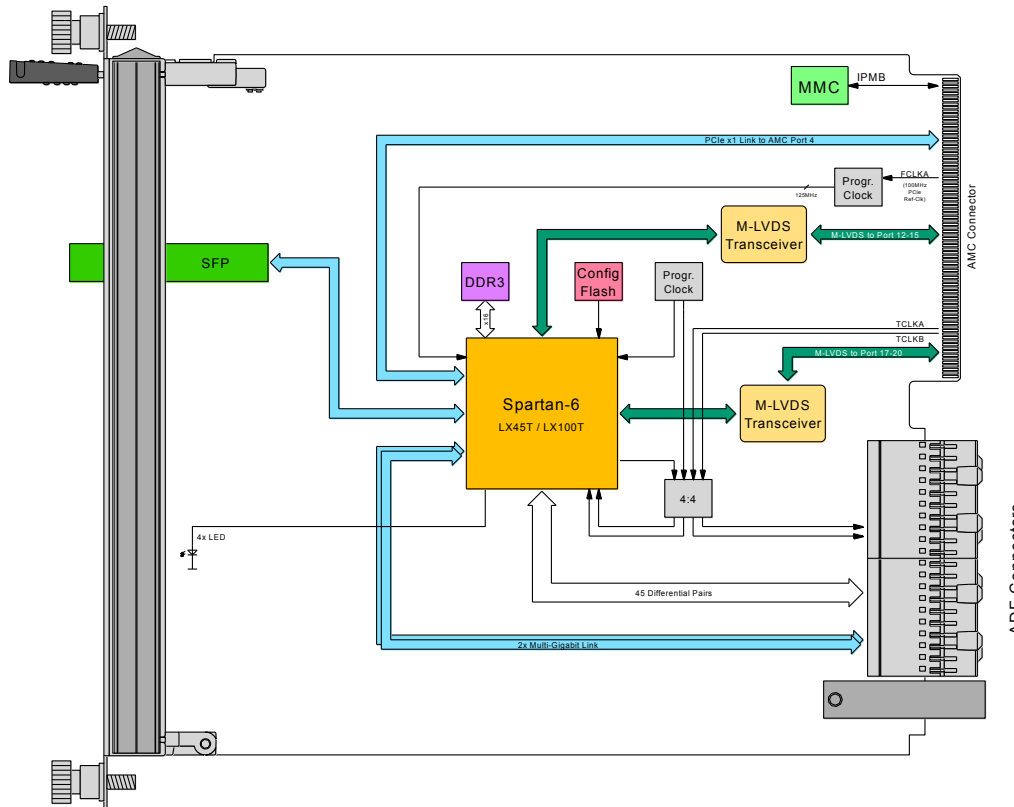 MMC
IPMB
PCIe x1 Link to AMC Port 4
Progr.
Clock
125MHz
FCLKA
(100MHz
PCIe
Ref-Clk)
AMC Connector
M-LVDS
Transceiver
M-LVDS to Port 12-15
SFP
DDR3
x16
Config
Flash
Progr.
Clock
TCLKA
TCLKB
M-LVDS to Port 17-20
Spartan-6
LX45T / LX100T
M-LVDS
Transceiver
4:4
4x LED
45 Differential Pairs
2x Multi-Gigabit Link